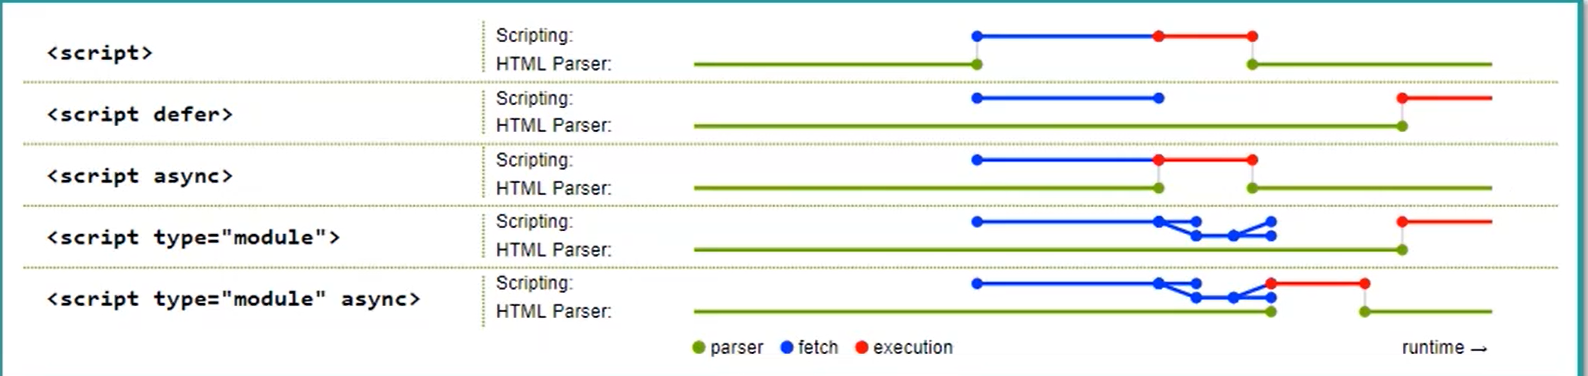 <script>
Scripting:
HTML Parser:
<script defer>
Scripting:
HTML Parser:
<script async>
Scripting:
HTML Parser:
<script type="module">
Scripting:
HTML Parser:
<script type="module" async>
Scripting:
HTML Parser:
parser fetch execution runtime →